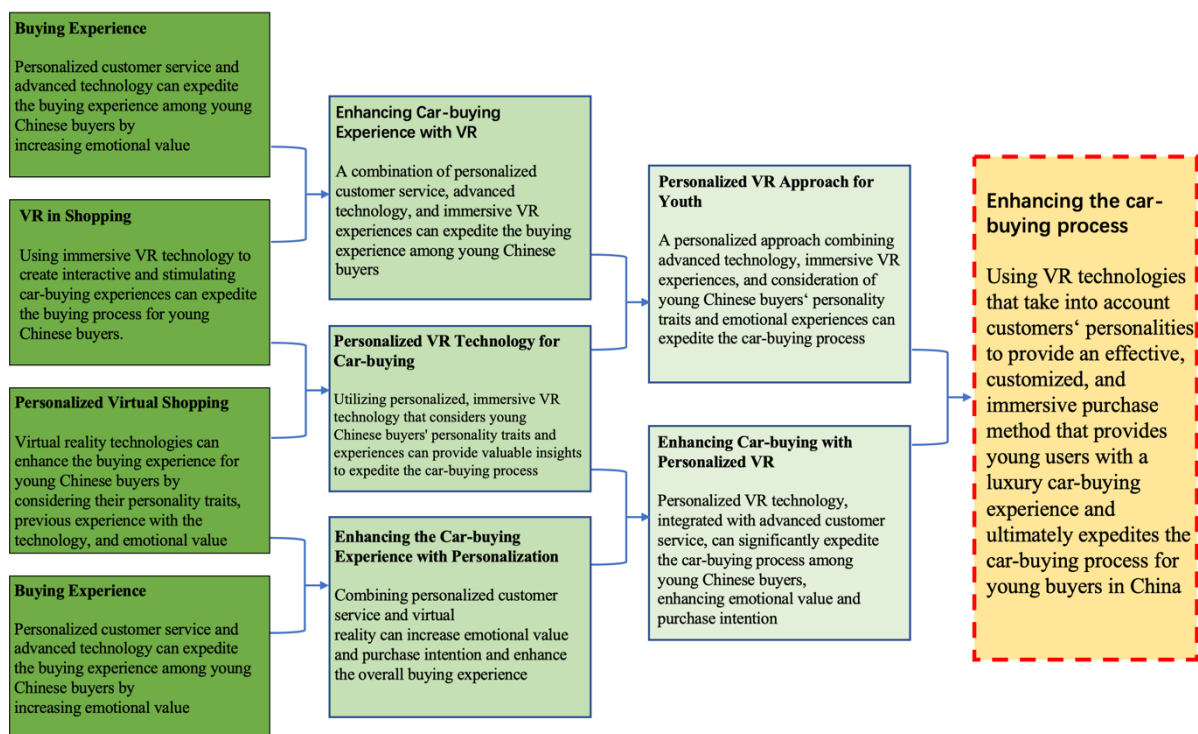 Buying Experience
Personalized customer service and
advanced technology can expedite
the buying experience among young
Chinese buyers by
increasing emotional value
VR in Shopping
Using immersive VR technology to
create interactive and stimulating
car-buying experiences can expedite
the buying process for young
Chinese buyers.
Personalized Virtual Shopping
Virtual reality technologies can
enhance the buying experience for
young Chinese buyers by
considering their personality traits,
previous experience with the
technology, and emotional value
Buying Experience
Personalized customer service and
advanced technology can expedite
the buying experience among young
Chinese buyers by
increasing emotional value
Enhancing Car-buying
Experience with VR
A combination of personalized
customer service, advanced
technology, and immersive VR
experiences can expedite the buying
experience among young Chinese
buyers
Personalized VR Technology for
Car-buying
Utilizing personalized, immersive VR
technology that considers young
Chinese buyers' personality traits and
experiences can provide valuable insights
to expedite the car-buying process
Enhancing the Car-buying
Experience with Personalization
Combining personalized customer
service and virtual
reality can increase emotional value
and purchase intention and enhance
the overall buying experience
Personalized VR Approach for
Youth
A personalized approach combining
advanced technology, immersive VR
experiences, and consideration of
young Chinese buyers‘ personality
traits and emotional experiences can
expedite the car-buying process
Enhancing Car-buying with
Personalized VR
Personalized VR technology,
integrated with advanced customer
service, can significantly expedite
the car-buying process among
young Chinese buyers,
enhancing emotional value and
purchase intention
Enhancing the car-
buying process
Using VR technologies
that take into account
customers‘ personalities
to provide an effective,
customized, and
immersive purchase
method that provides
young users with a
luxury car-buying
experience and
ultimately expedites the
car-buying process for
young buyers in China